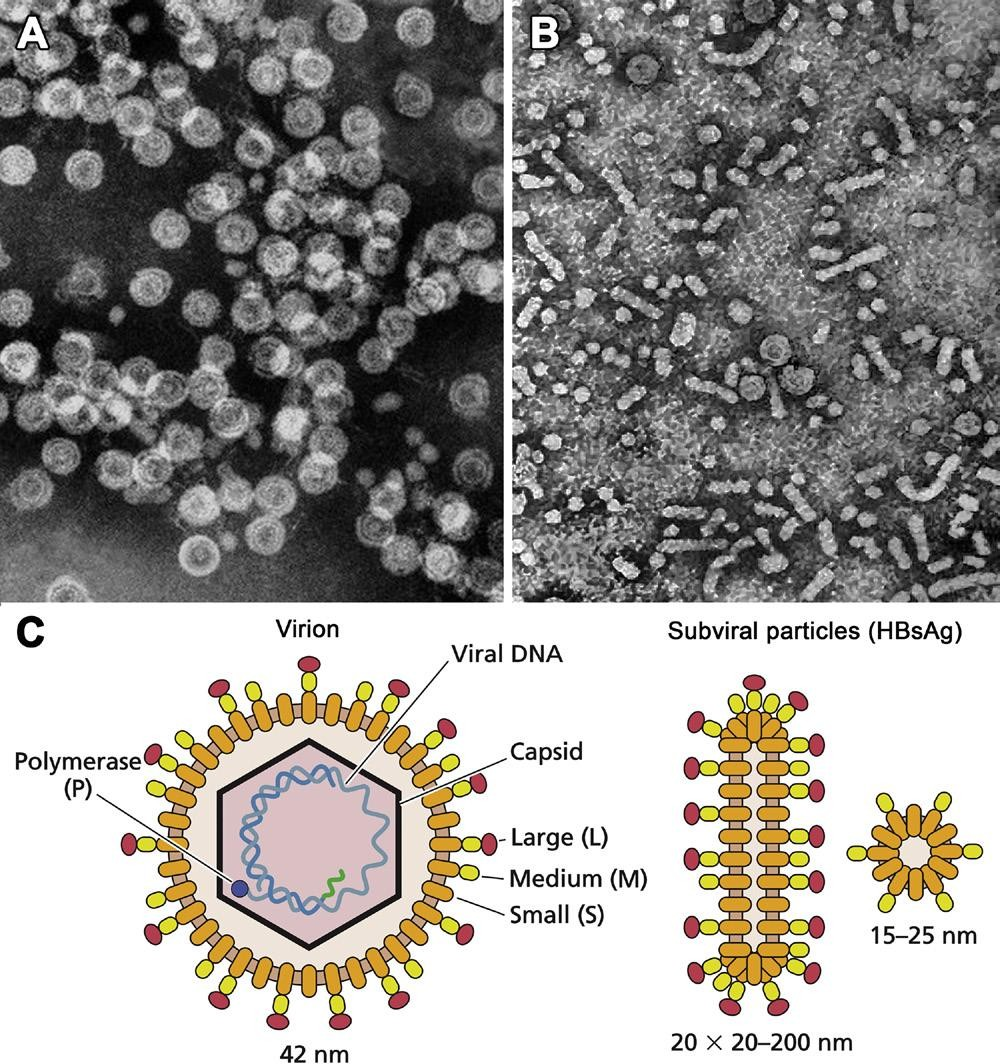 A
B
C
Virion
Subviral particles (HBsAg)
Viral DNA
Polymerase
(P)
Capsid
Large (L)
Medium (M)
Small (S)
15–25 nm
42 nm
20 × 20–200 nm